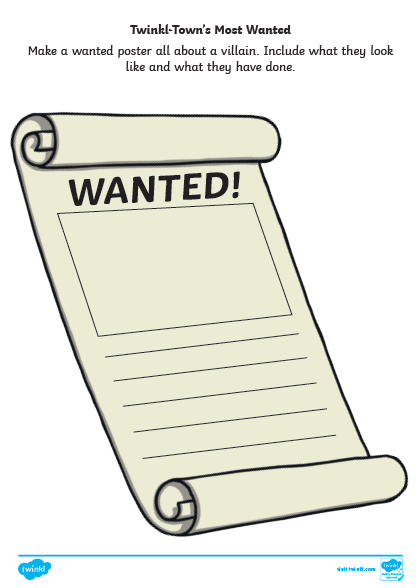 Twinkl-Town's Most Wanted
Make a wanted poster all about a villain. Include what they look
like and what they have done.
WANTED!
twinkl
visit twinkl.com
twinkl